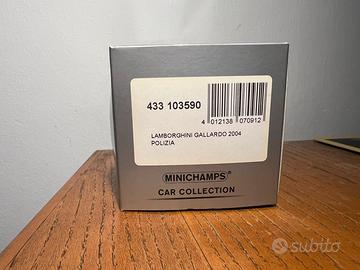 433 103590
4 012138 070912
LAMBORGHINI GALLARDO 2004
POLIZIA
MINICHAMPS®
CAR COLLECTION
subito